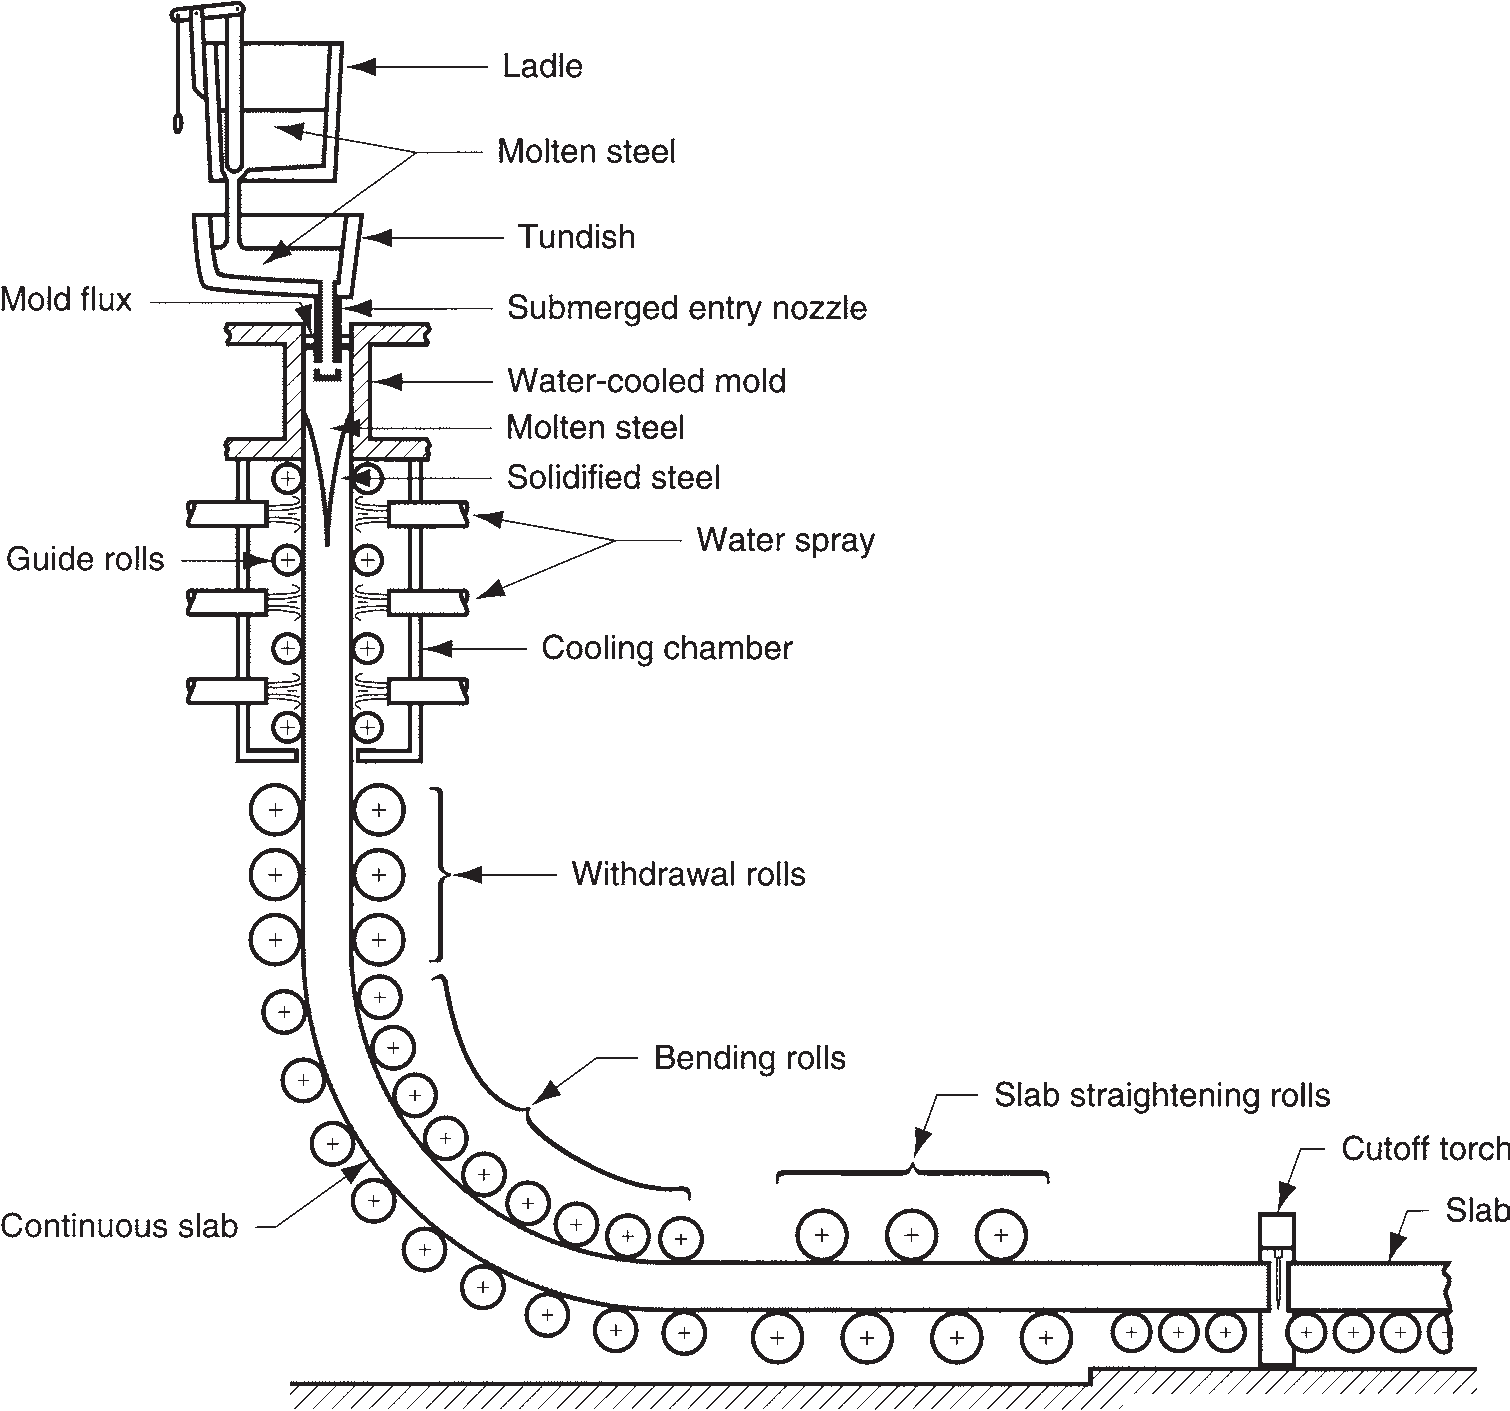 Ladle
Molten steel
Tundish
Mold flux
Submerged entry nozzle
Water-cooled mold
Molten steel
Solidified steel
Water spray
Guide rolls
Cooling chamber
Withdrawal rolls
Bending rolls
Slab straightening rolls
Cutoff torch
Slab
Continuous slab